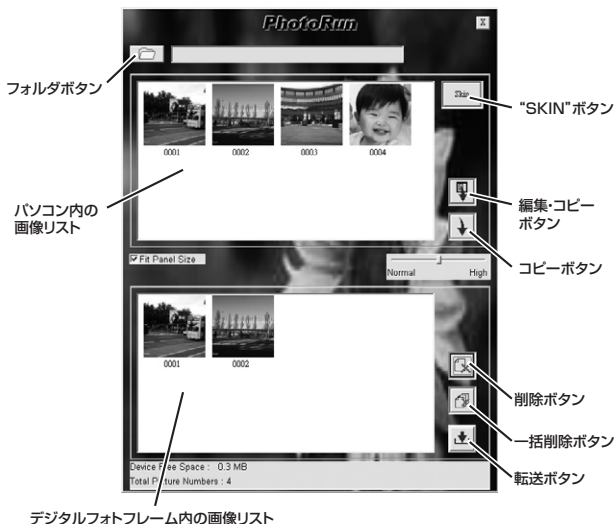 PhotoRun
X
フォルダボタン
Skin
“SKIN”ボタン
0001 0002 0003 0004
パソコン内の
画像リスト
編集・コピー
ボタン
コピーボタン
Fit Panel Size
Normal High
0001 0002
削除ボタン
一括削除ボタン
転送ボタン
Device Free Space : 0.3 MB
Total Picture Numbers : 4
デジタルフォトフレーム内の画像リスト